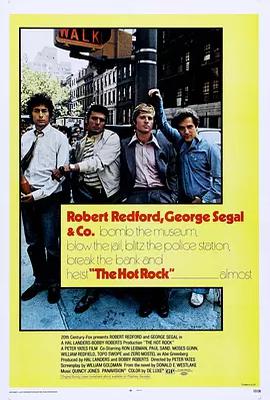 WALK
Robert Redford, George Segal
& Co. bomb the museum,
blow the jail, blitz the police station,
break the bank and
heist "The Hot Rock" almost
20th Century-Fox presents ROBERT REDFORD and GEORGE SEGAL in
A HAL LANDERS-BOBBY ROBERTS Production "THE HOT ROCK"
A PETER YATES FILM Co-Starring RON LEIBMAN, PAUL SAND, MOSES GUNN,
WILLIAM REDFIELD, TOPO SWOPE and ZERO MOSTEL as Abe Greenberg
Produced by HAL LANDERS and BOBBY ROBERTS Directed by PETER YATES
Screenplay by WILLIAM GOLDMAN From the novel by DONALD E. WESTLAKE
Music QUINCY JONES PANAVISION® COLOR by DE LUXE®